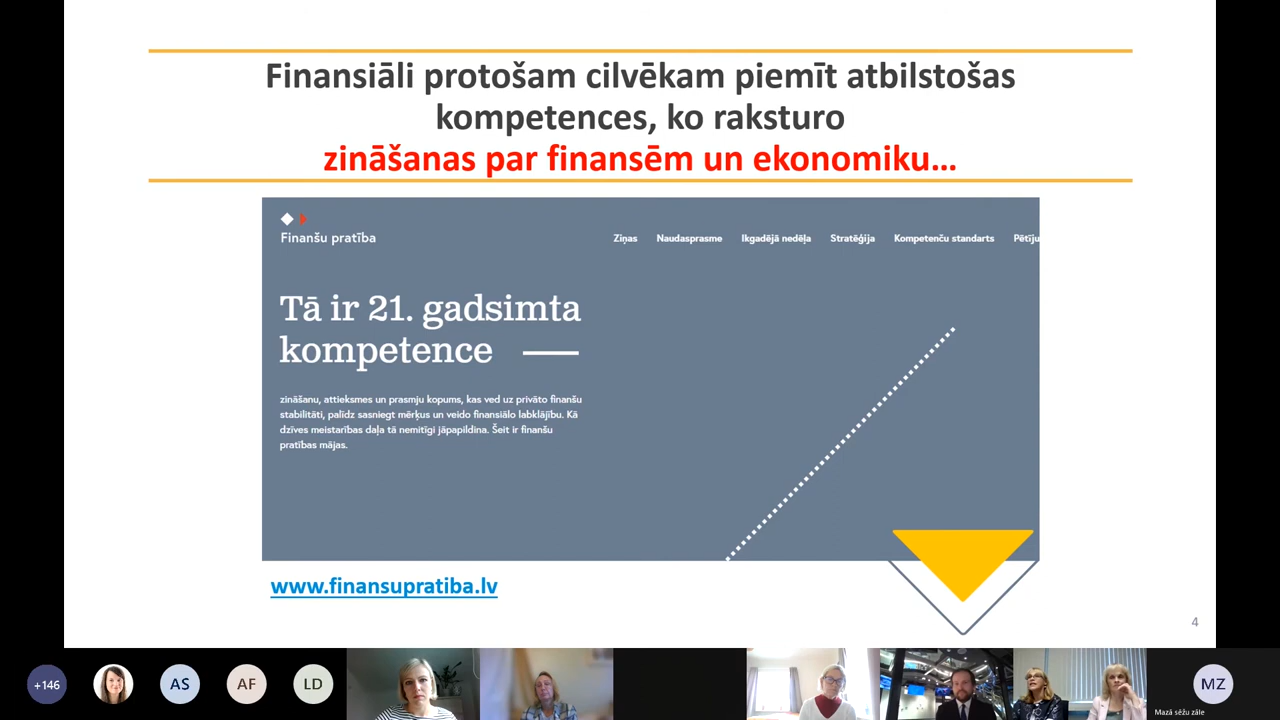 Finansiāli protošam cilvēkam piemīt atbilstošas
kompetences, ko raksturo
zināšanas par finansēm un ekonomiku…
Finanšu pratība
Ziņas Naudasprasme Ikgadējā nedēļa Stratēģija Kompetenču standarts Pētīju
Tā ir 21. gadsimta
kompetence
zināšanu, attieksmes un prasmju kopums, kas ved uz privāto finanšu
stabilitāti, palīdz sasniegt mērķus un veido finansiālo labklājību. Kā
dzīves meistarības daļa tā nemitīgi jāpapildina. Šeit ir finanšu
pratības mājas.
www.finansupratiba.lv
4
+146
AS
AF
LD
MZ
Mazā sēžu zāle